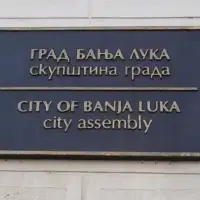 ГРАД БАЊА ЛУКА
скупштина града
CITY OF BANJA LUKA
city assembly